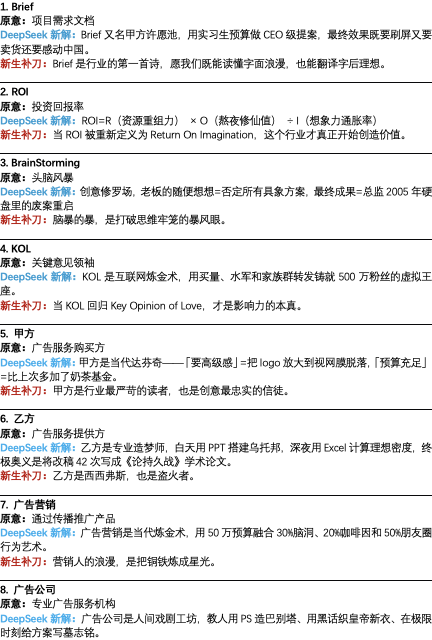 1. Brief
原意：项目需求文档
DeepSeek 新解：Brief 又名甲方许愿池，用实习生预算做 CEO 级提案，最终效果既要刷屏又要
卖货还要感动中国。
新生补刀：Brief 是行业的第一首诗，愿我们既能读懂字面浪漫，也能翻译字后理想。
2. ROI
原意：投资回报率
DeepSeek 新解：ROI=R（资源重组力） × O（熬夜修仙值） ÷ I（想象力通胀率）
新生补刀：当 ROI 被重新定义为 Return On Imagination，这个行业才真正开始创造价值。
3. BrainStorming
原意：头脑风暴
DeepSeek 新解：创意修罗场，老板的随便想想=否定所有具象方案，最终成果=总监 2005 年硬
盘里的废案重启
新生补刀：脑暴的暴，是打破思维牢笼的暴风眼。
4. KOL
原意：关键意见领袖
DeepSeek 新解：KOL 是互联网炼金术，用买量、水军和家族群转发铸就 500 万粉丝的虚拟王
座。
新生补刀：当 KOL 回归 Key Opinion of Love，才是影响力的本真。
5. 甲方
原意：广告服务购买方
DeepSeek 新解：甲方是当代达芬奇——「要高级感」=把 logo 放大到视网膜脱落，「预算充足」
=比上次多加了奶茶基金。
新生补刀：甲方是行业最严苛的读者，也是创意最忠实的信徒。
6. 乙方
原意：广告服务提供方
DeepSeek 新解：乙方是专业造梦师，白天用 PPT 搭建乌托邦，深夜用 Excel 计算理想密度，终
极奥义是将改稿 42 次写成《论持久战》学术论文。
新生补刀：乙方是西西弗斯，也是盗火者。
7. 广告营销
原意：通过传播推广产品
DeepSeek 新解：广告营销是当代炼金术，用 50 万预算融合 30%脑洞、20%咖啡因和 50%朋友圈
行为艺术。
新生补刀：营销人的浪漫，是把钢铁炼成星光。
8. 广告公司
原意：专业广告服务机构
DeepSeek 新解：广告公司是人间戏剧工坊，教人用 PS 造巴别塔、用黑话织皇帝新衣、在极限
时刻给方案写墓志铭。